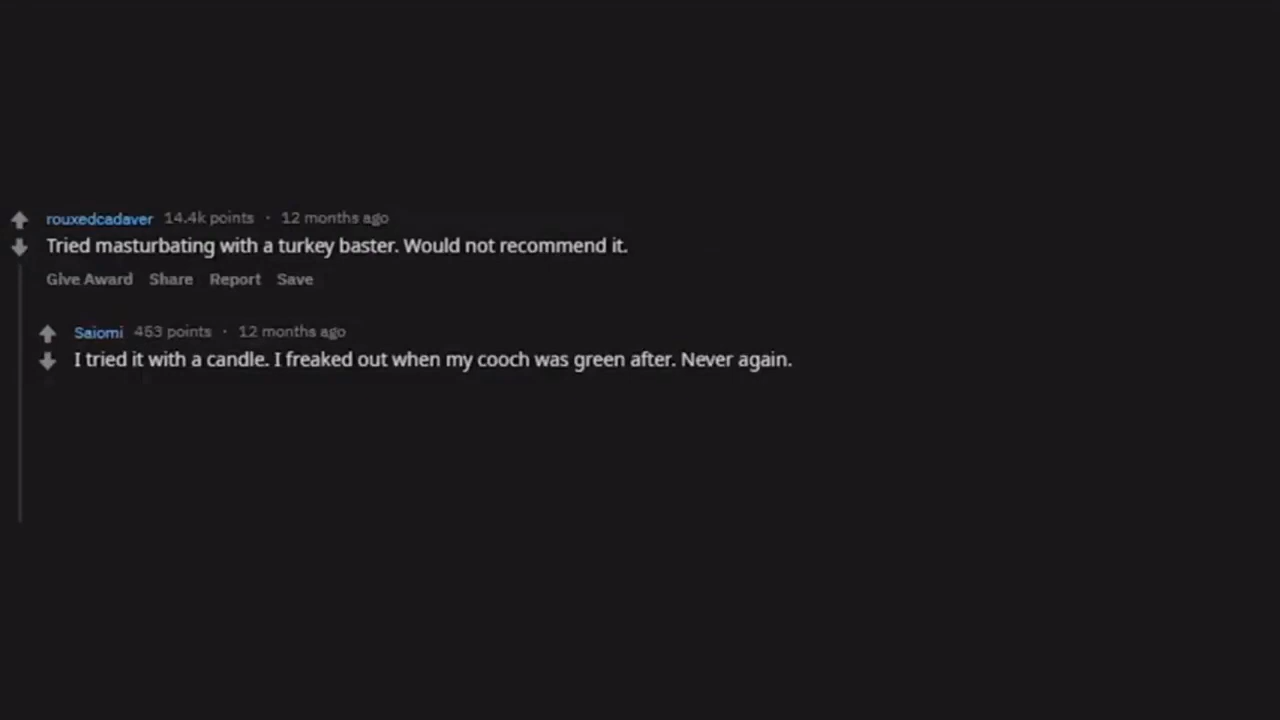 rouxedcadaver 14.4k points · 12 months ago
Tried masturbating with a turkey baster. Would not recommend it.
Give Award Share Report Save
Saiomi 453 points · 12 months ago
I tried it with a candle. I freaked out when my cooch was green after. Never again.